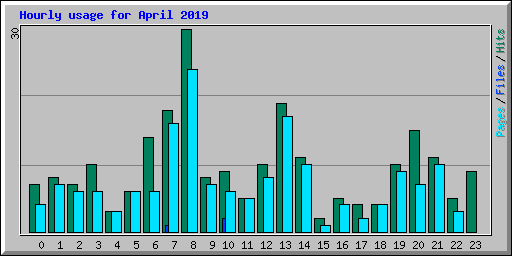 Hourly usage for April 2019
30
Pages / Files / Hits
0 1 2 3 4 5 6 7 8 9 10 11 12 13 14 15 16 17 18 19 20 21 22 23